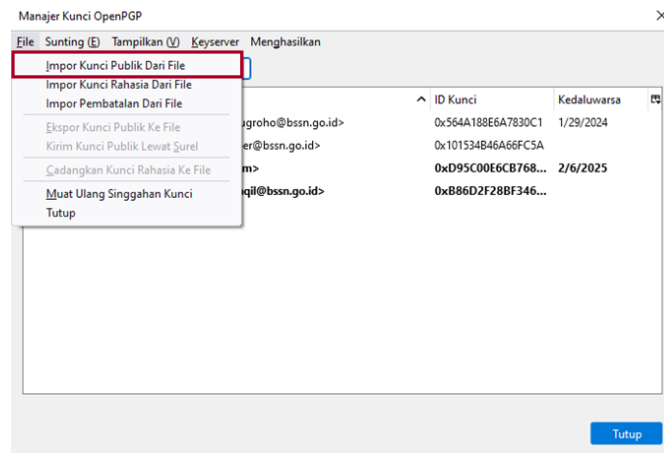 Manajer Kunci OpenPGP
File Sunting (E) Tampilkan (V) Keyserver Menghasilkan
Impor Kunci Publik Dari File
Impor Kunci Rahasia Dari File
Impor Pembatalan Dari File
ID Kunci Kedaluwarsa
Ekspor Kunci Publik Ke File
ugroho@bssn.go.id> 0x564A188E6A7830C1 1/29/2024
Kirim Kunci Publik Lewat Surel
er@bssn.go.id> 0x101534B46A66FC5A
Cadangkan Kunci Rahasia Ke File
m> 0xD95C00E6CB768... 2/6/2025
Muat Ulang Singgahan Kunci
qil@bssn.go.id> 0xB86D2F28BF346...
Tutup
Tutup